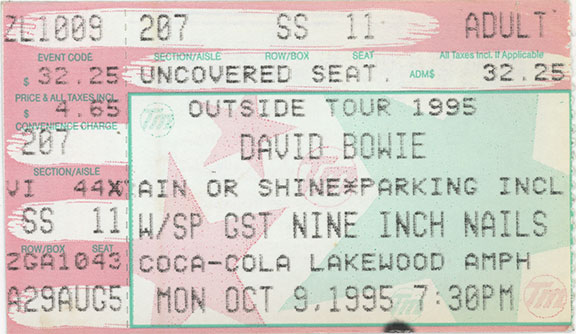 ZL1009 207 SS 11 ADULT
EVENT CODE SECTION/AISLE ROW/BOX SEAT All Taxes Incl. If Applicable
$ 32.25 UNCOVERED SEAT. ADM$ 32.25
PRICE & ALL TAXES INCL
$ 4.65 OUTSIDE TOUR 1995
CONVENIENCE CHARGE
207 DAVID BOWIE
SECTION/AISLE
VI 44X AIN OR SHINE*PARKING INCL
SS 11 W/SP GST NINE INCH NAILS
ROW/BOX SEAT
2GA1043 COCA-COLA LAKEWOOD AMPH
A29AUG5 MON OCT 9,1995 7:30PM